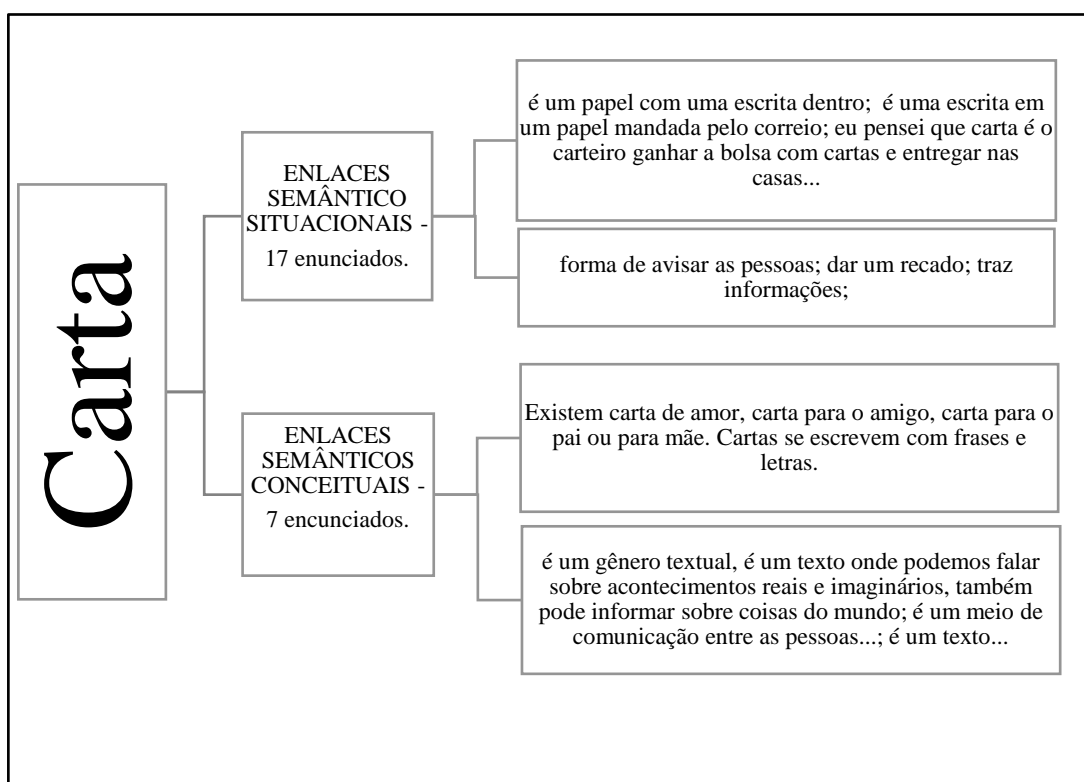 Carta
ENLACES
SEMÂNTICO
SITUACIONAIS -
17 enunciados.
é um papel com uma escrita dentro;  é uma escrita em
um papel mandada pelo correio; eu pensei que carta é o
carteiro ganhar a bolsa com cartas e entregar nas
casas...
forma de avisar as pessoas; dar um recado; traz
informações;
ENLACES
SEMÂNTICOS
CONCEITUAIS -
7 encunciados.
Existem carta de amor, carta para o amigo, carta para o
pai ou para mãe. Cartas se escrevem com frases e
letras.
é um gênero textual, é um texto onde podemos falar
sobre acontecimentos reais e imaginários, também
pode informar sobre coisas do mundo; é um meio de
comunicação entre as pessoas...; é um texto...